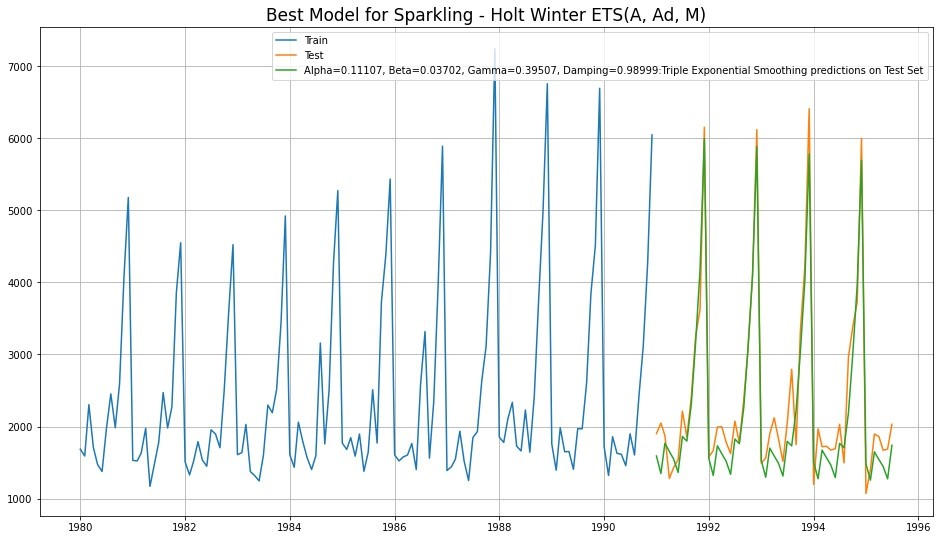 Best Model for Sparkling - Holt Winter ETS(A, Ad, M)
Train
Test
Alpha=0.11107, Beta=0.03702, Gamma=0.39507, Damping=0.98999:Triple Exponential Smoothing predictions on Test Set
7000
6000
5000
4000
3000
2000
1000
1980 1982 1984 1986 1988 1990 1992 1994 1996